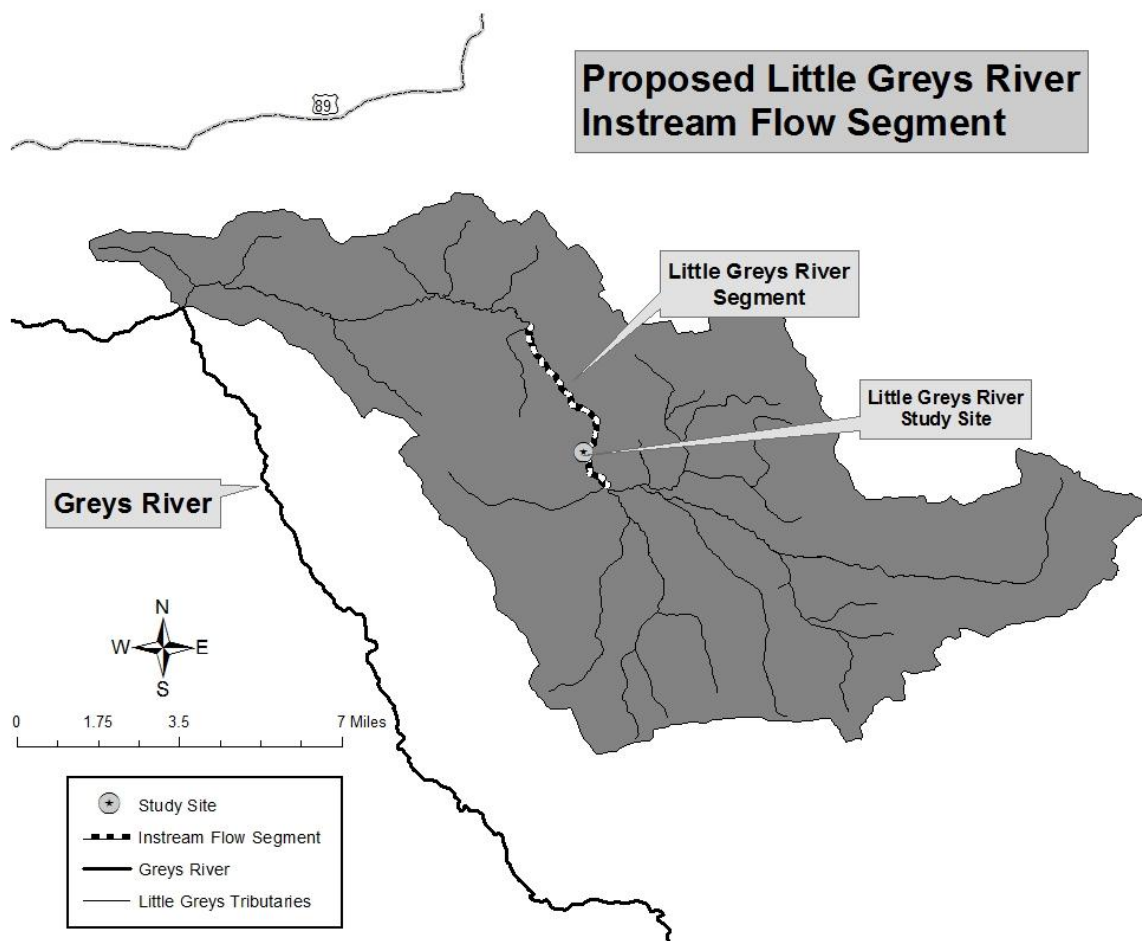 89
Proposed Little Greys River
Instream Flow Segment
Little Greys River
Segment
Little Greys River
Study Site
Greys River
N
W E
S
0 1.75 3.5 7 Miles
Study Site
Instream Flow Segment
Greys River
Little Greys Tributaries